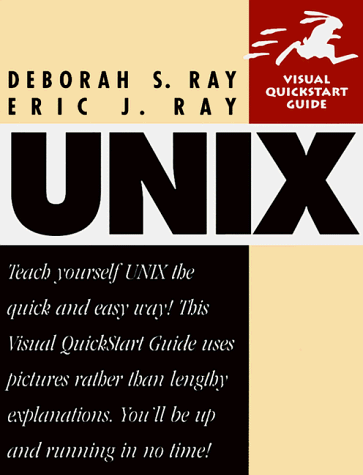 DEBORAH S. RAY
ERIC J. RAY
VISUAL
QUICKSTART
GUIDE
UNIX
Teach yourself UNIX the
quick and easy way! This
Visual QuickStart Guide uses
pictures rather than lengthy
explanations. You'll be up
and running in no time!